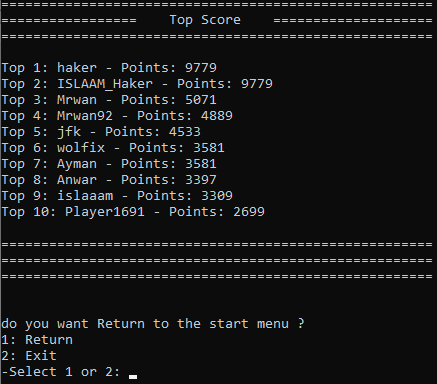 ======================================================
================= Top Score ====================
======================================================
Top 1: haker - Points: 9779
Top 2: ISLAAM_Haker - Points: 9779
Top 3: Mrwan - Points: 5071
Top 4: Mrwan92 - Points: 4889
Top 5: jfk - Points: 4533
Top 6: wolfix - Points: 3581
Top 7: Ayman - Points: 3581
Top 8: Anwar - Points: 3397
Top 9: islaaam - Points: 3309
Top 10: Player1691 - Points: 2699
======================================================
======================================================
======================================================
do you want Return to the start menu ?
1: Return
2: Exit
-Select 1 or 2: _